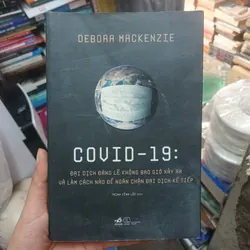 DEBORA MACKENZIE
COVID-19:
ĐẠI DỊCH ĐÁNG LẼ KHÔNG BAO GIỜ XẢY RA
VÀ LÀM CÁCH NÀO ĐỂ NGĂN CHẶN ĐẠI DỊCH KẾ TIẾP